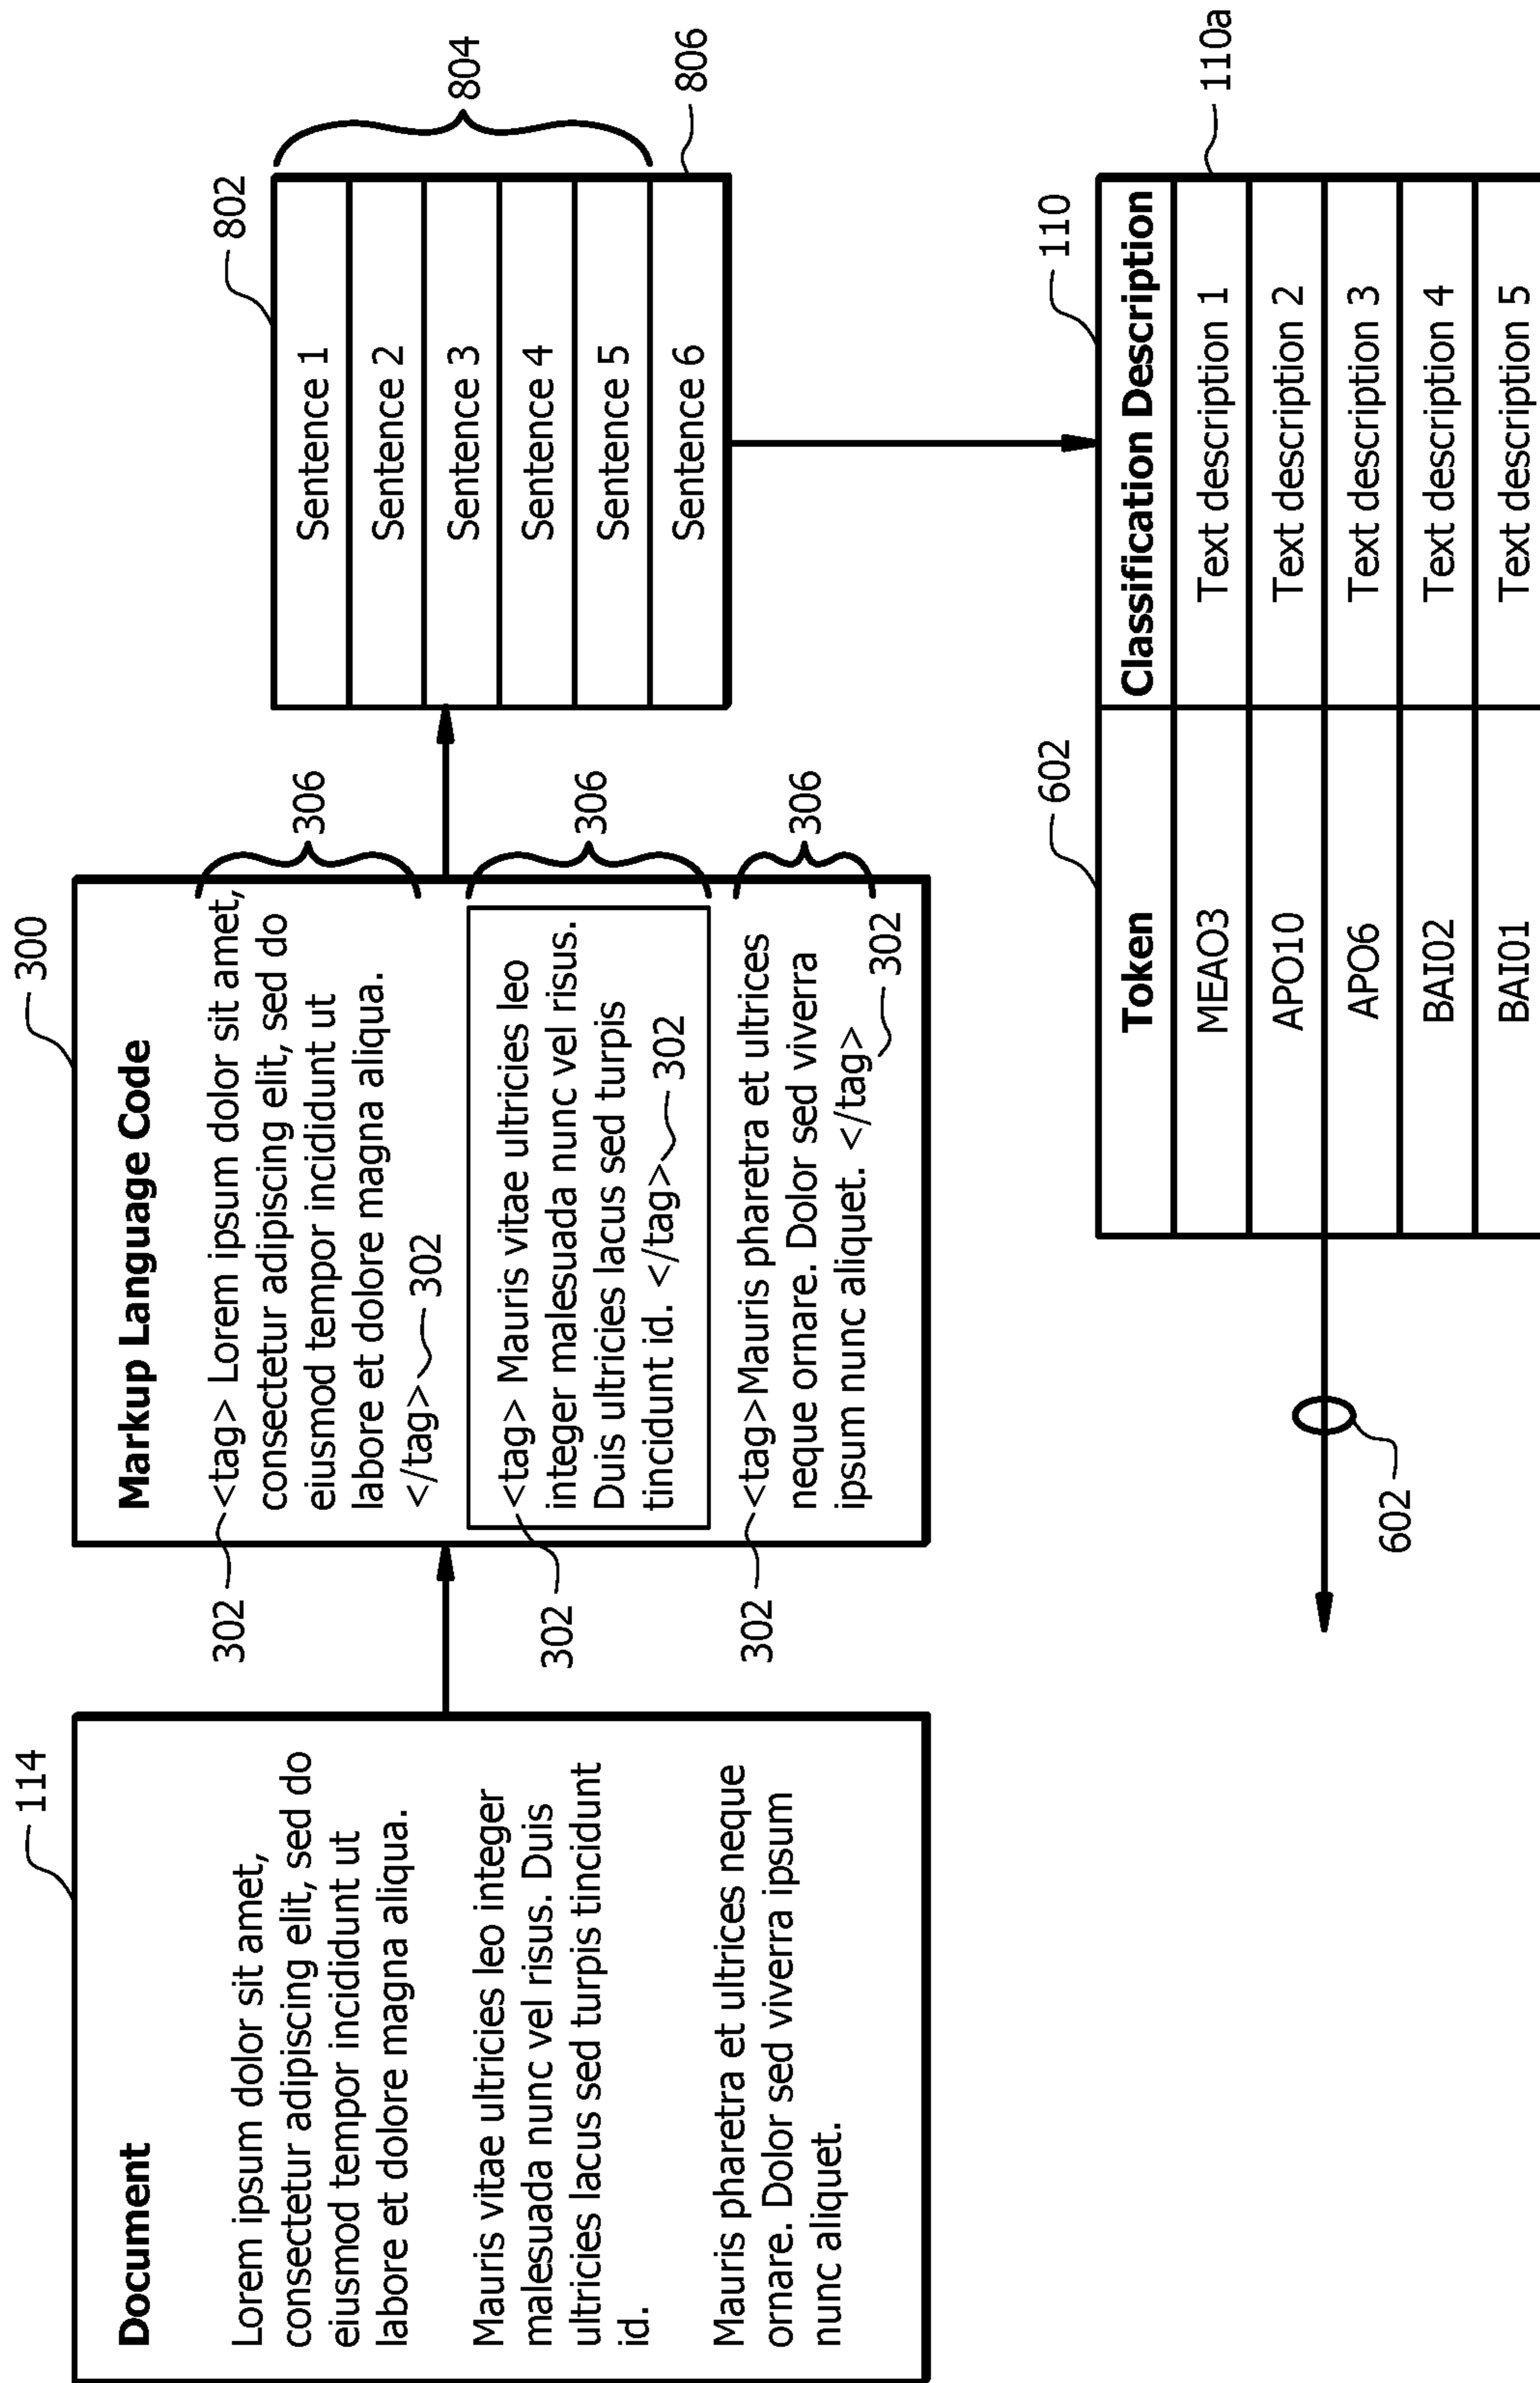 114
Document
Lorem ipsum dolor sit amet,
consectetur adipiscing elit, sed do
eiusmod tempor incididunt ut
labore et dolore magna aliqua.
Mauris vitae ultricies leo integer
malesuada nunc vel risus. Duis
ultricies lacus sed turpis tincidunt
id.
Mauris pharetra et ultrices neque
ornare. Dolor sed viverra ipsum
nunc aliquet.
300
Markup Language Code
302
<tag> Lorem ipsum dolor sit amet,
consectetur adipiscing elit, sed do
eiusmod tempor incididunt ut
labore et dolore magna aliqua.
</tag> 302
306
302
<tag> Mauris vitae ultricies leo
integer malesuada nunc vel risus.
Duis ultricies lacus sed turpis
tincidunt id. </tag> 302
306
302
<tag>Mauris pharetra et ultrices
neque ornare. Dolor sed viverra
ipsum nunc aliquet. </tag>
302
306
802
Sentence 1
Sentence 2
Sentence 3
Sentence 4
Sentence 5
Sentence 6
804
806
602
110
Token Classification Description
MEAO3 Text description 1
110a
APO10 Text description 2
APO6 Text description 3
BAI02 Text description 4
BAI01 Text description 5
602